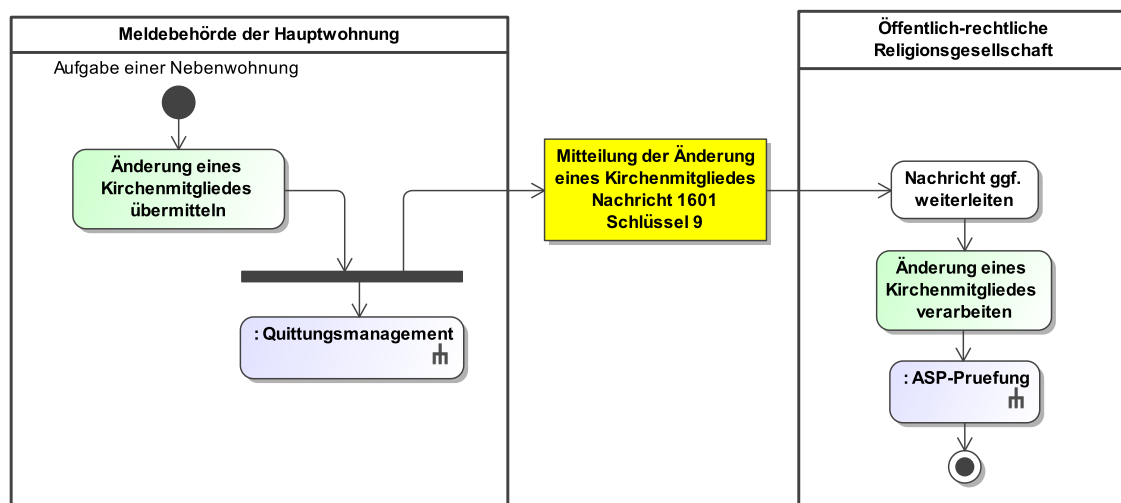 Meldebehörde der Hauptwohnung
Aufgabe einer Nebenwohnung
Änderung eines
Kirchenmitgliedes
übermitteln
: Quittungsmanagement
Mitteilung der Änderung
eines Kirchenmitgliedes
Nachricht 1601
Schlüssel 9
Öffentlich-rechtliche
Religionsgesellschaft
Nachricht ggf.
weiterleiten
Änderung eines
Kirchenmitgliedes
verarbeiten
: ASP-Pruefung